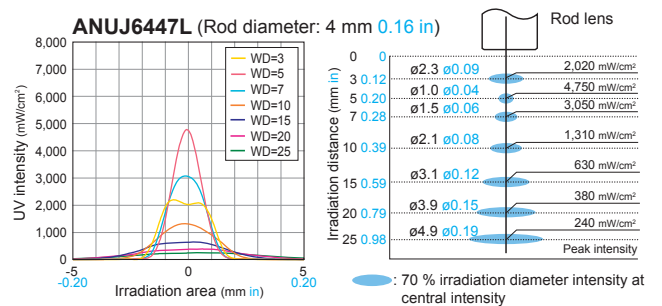 ANUJ6447L (Rod diameter: 4 mm 0.16 in)
UV intensity (mW/cm²)
8,000
7,000
6,000
5,000
4,000
3,000
2,000
1,000
0
-5 0 5
-0.20 0.20
Irradiation area (mm in)
WD=3
WD=5
WD=7
WD=10
WD=15
WD=20
WD=25
Rod lens
Irradiation distance (mm in)
0 0
3 0.12 ø2.3 ø0.09 2,020 mW/cm²
5 0.20 ø1.0 ø0.04 4,750 mW/cm²
7 0.28 ø1.5 ø0.06 3,050 mW/cm²
10 0.39 ø2.1 ø0.08 1,310 mW/cm²
15 0.59 ø3.1 ø0.12 630 mW/cm²
20 0.79 ø3.9 ø0.15 380 mW/cm²
25 0.98 ø4.9 ø0.19 240 mW/cm²
Peak intensity
: 70 % irradiation diameter intensity at
central intensity